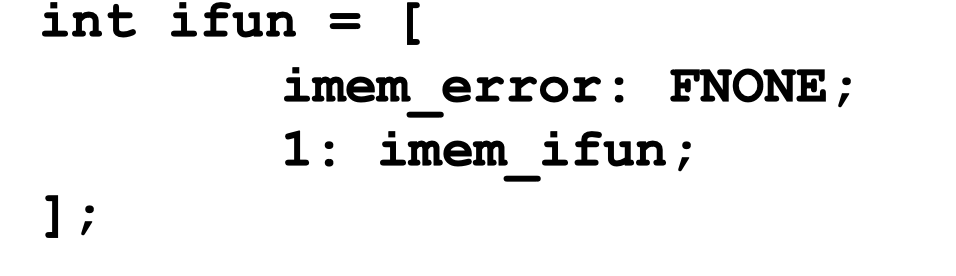 int ifun = [
        imem_error: FNONE;
        1: imem_ifun;
];